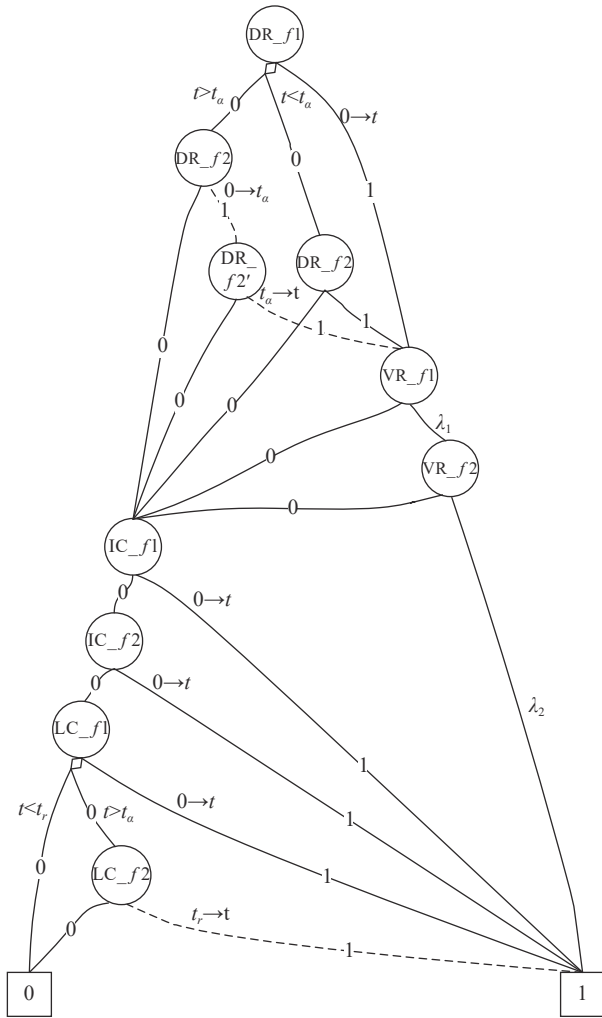 DR_f1
t>tα
0
t<tα
0→t
DR_f2
0
1
0→tα
1
DR_
f2′
DR_f2
tα→t
1
1
0
0
0
VR_f1
λ1
0
VR_f2
0
IC_f1
0
0→t
IC_f2
0
0→t
λ2
LC_f1
1
t<tr
0
t>tα
0→t
1
0
LC_f2
1
0
tr→t
1
0
1